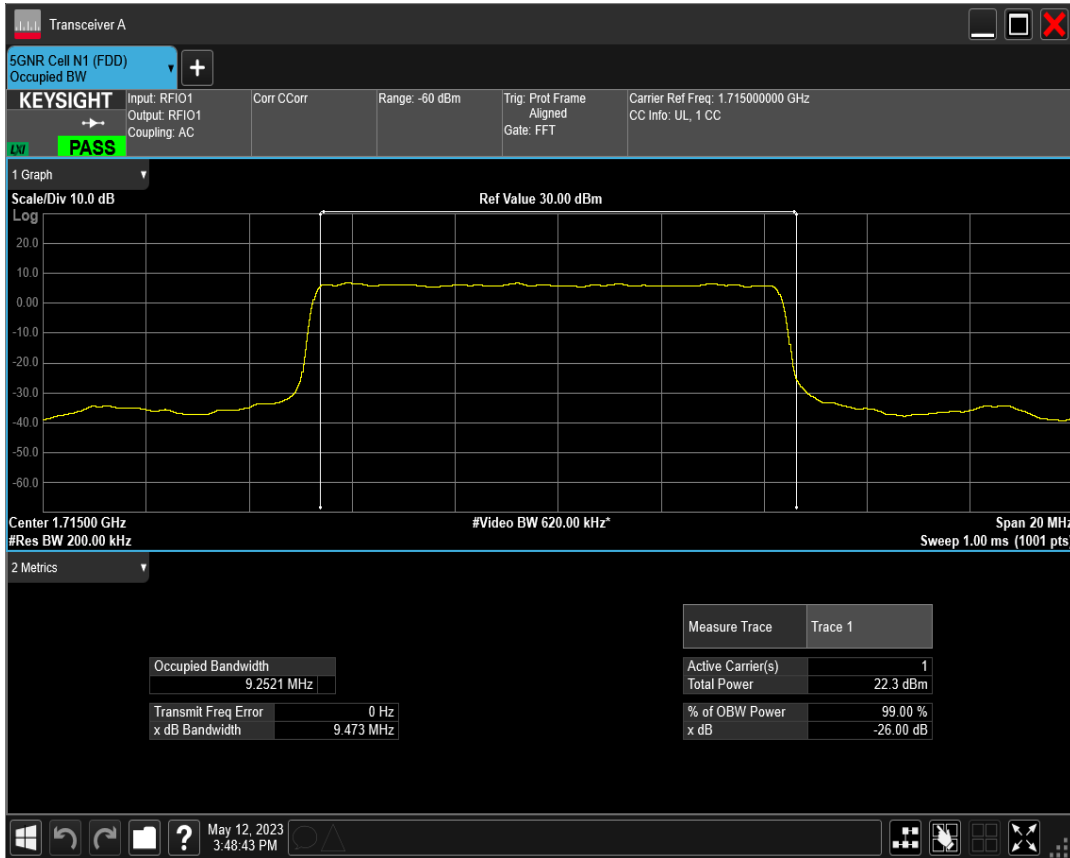 Transceiver A
5GNR Cell N1 (FDD)
Occupied BW
+
KEYSIGHT
LXI
PASS
Input: RFIO1
Output: RFIO1
Coupling: AC
Corr CCorr
Range: -60 dBm
Trig: Prot Frame
Aligned
Gate: FFT
Carrier Ref Freq: 1.715000000 GHz
CC Info: UL, 1 CC
1 Graph
Scale/Div 10.0 dB
Ref Value 30.00 dBm
Log
20.0
10.0
0.00
-10.0
-20.0
-30.0
-40.0
-50.0
-60.0
Center 1.71500 GHz
#Video BW 620.00 kHz*
Span 20 MHz
#Res BW 200.00 kHz
Sweep 1.00 ms (1001 pts)
2 Metrics
Measure Trace Trace 1
Occupied Bandwidth
9.2521 MHz
Active Carrier(s) 1
Total Power 22.3 dBm
Transmit Freq Error 0 Hz
x dB Bandwidth 9.473 MHz
% of OBW Power 99.00 %
x dB -26.00 dB
?
May 12, 2023
3:48:43 PM